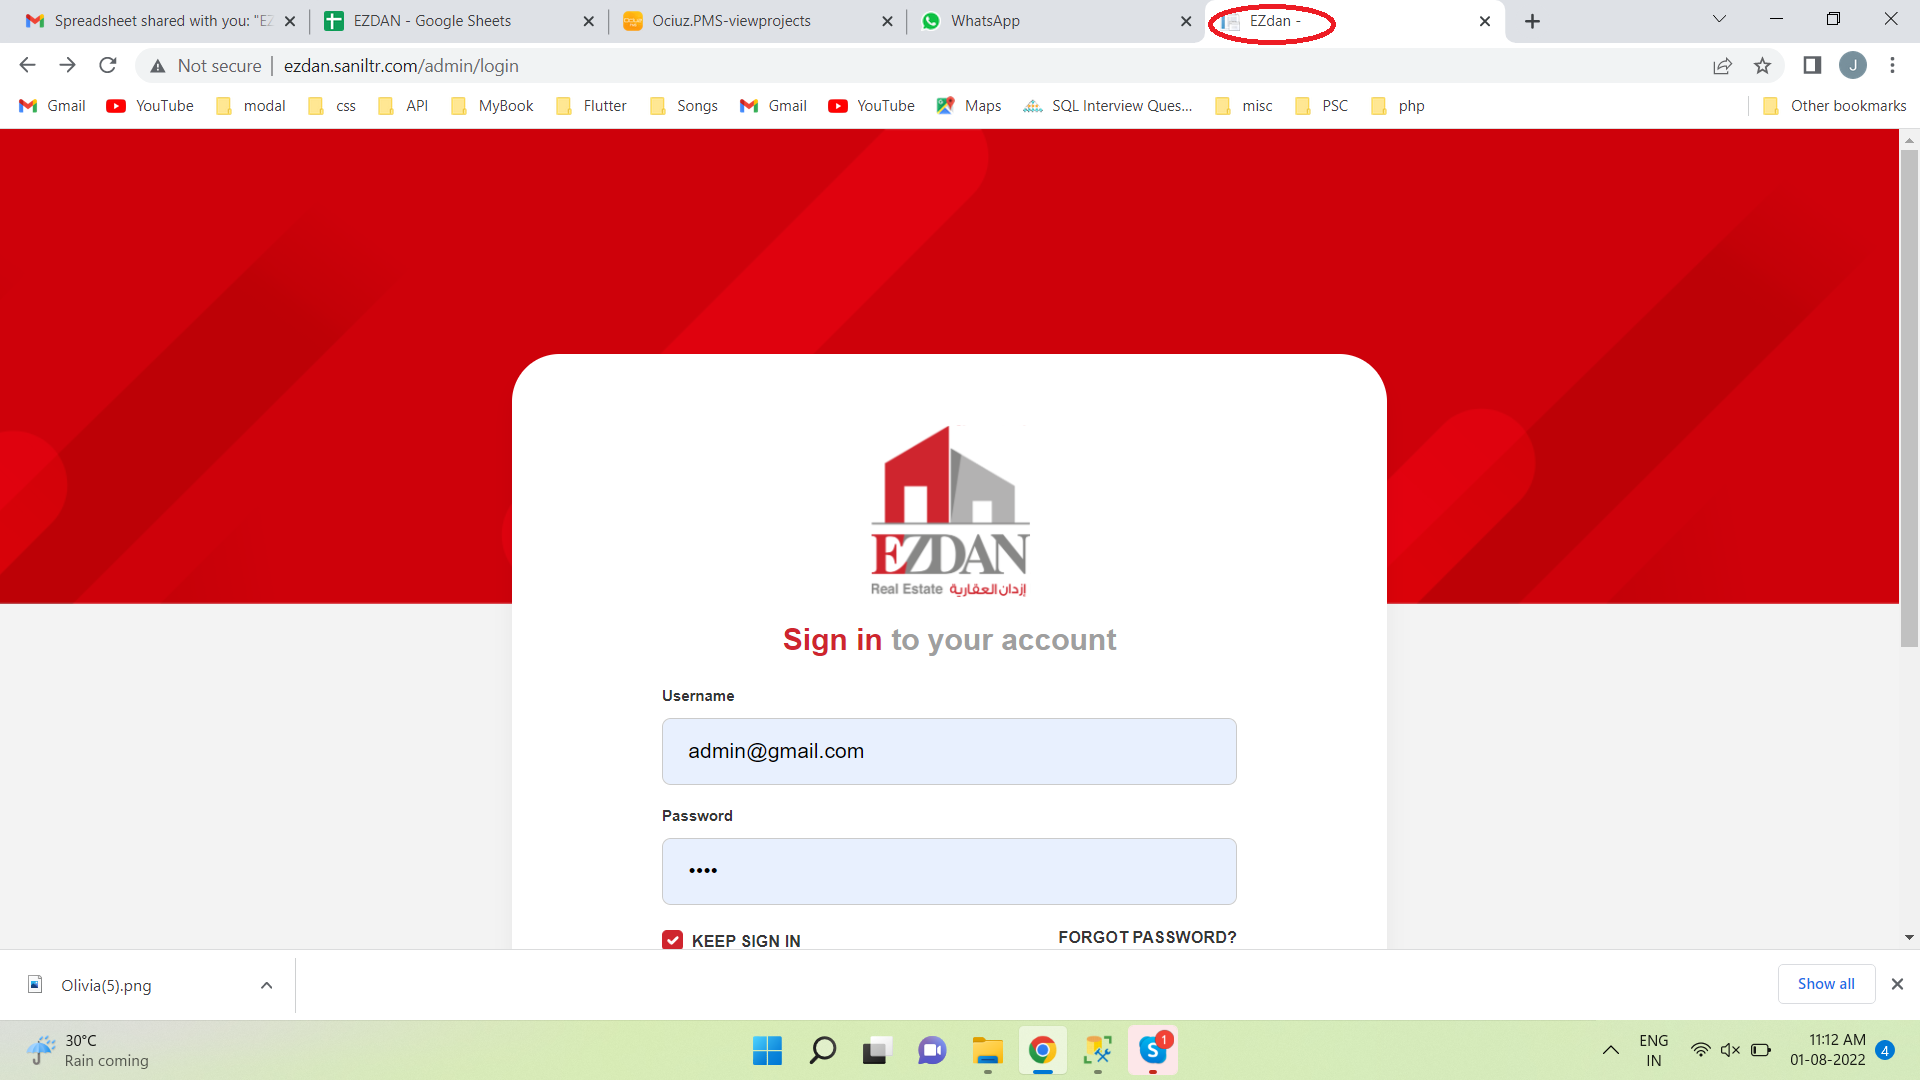 Spreadsheet shared with you: "EZ
EZDAN - Google Sheets
Ociuz.PMS-viewprojects
WhatsApp
EZdan -
Not secure
ezdan.saniltr.com/admin/login
J
Gmail
YouTube
modal
css
API
MyBook
Flutter
Songs
Gmail
YouTube
Maps
SQL Interview Ques...
misc
PSC
php
Other bookmarks
EZDAN
Real Estate إزدان العقارية
Sign in to your account
Username
admin@gmail.com
Password
••••
KEEP SIGN IN
FORGOT PASSWORD?
Olivia(5).png
Show all
30°C
Rain coming
S
1
ENG
IN
11:12 AM
01-08-2022
4